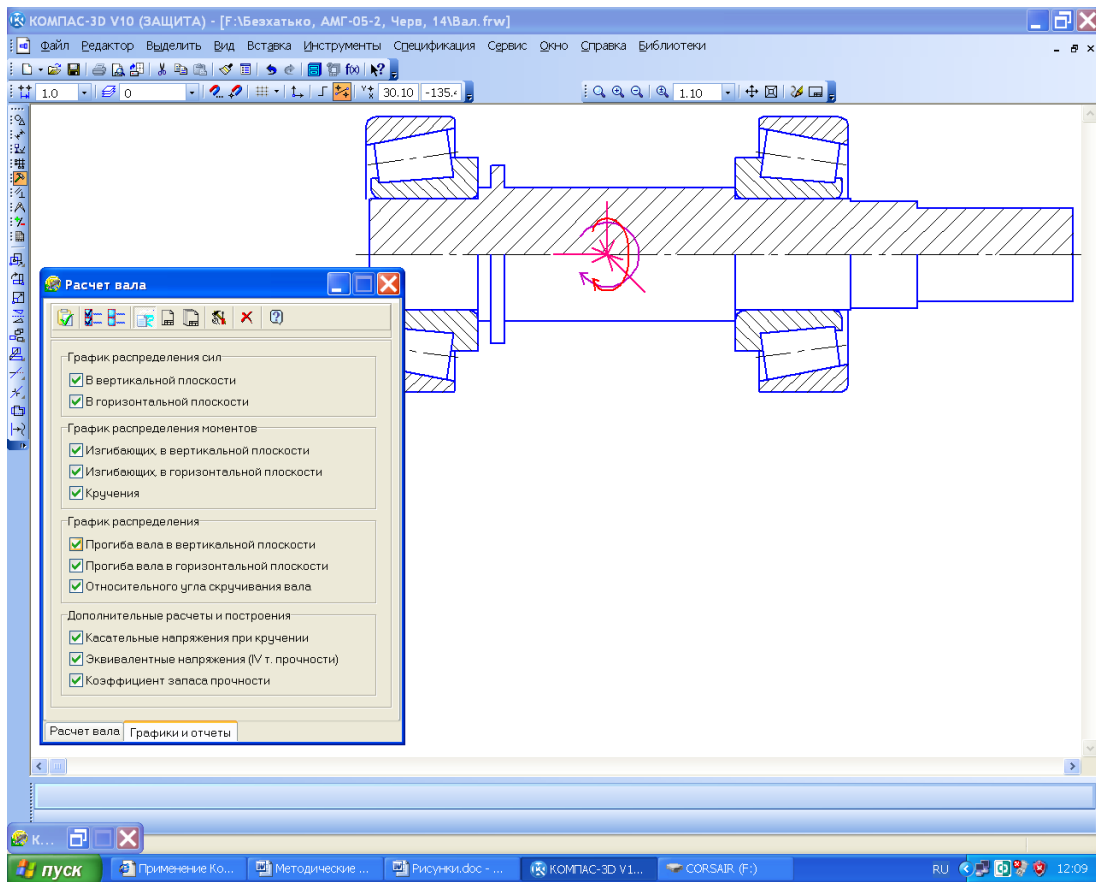 КОМПАС-3D V10 (ЗАЩИТА) - [F:\Безхатько, АМГ-05-2, Черв, 14\Вал.frw]
Файл Редактор Выделить Вид Вставка Инструменты Спецификация Сервис Окно Справка Библиотеки
f(x)
1.0 0 30.10 -135.
1.10
Расчет вала
График распределения сил
В вертикальной плоскости
В горизонтальной плоскости
График распределения моментов
Изгибающих, в вертикальной плоскости
Изгибающих, в горизонтальной плоскости
Кручения
График распределения
Прогиба вала в вертикальной плоскости
Прогиба вала в горизонтальной плоскости
Относительного угла скручивания вала
Дополнительные расчеты и построения
Касательные напряжения при кручении
Эквивалентные напряжения (IV т. прочности)
Коэффициент запаса прочности
Расчет вала Графики и отчеты
К...
пуск Применение Ко... Методические ... Рисунки.doc - ... КОМПАС-3D V1... CORSAIR (F:) RU 12:09